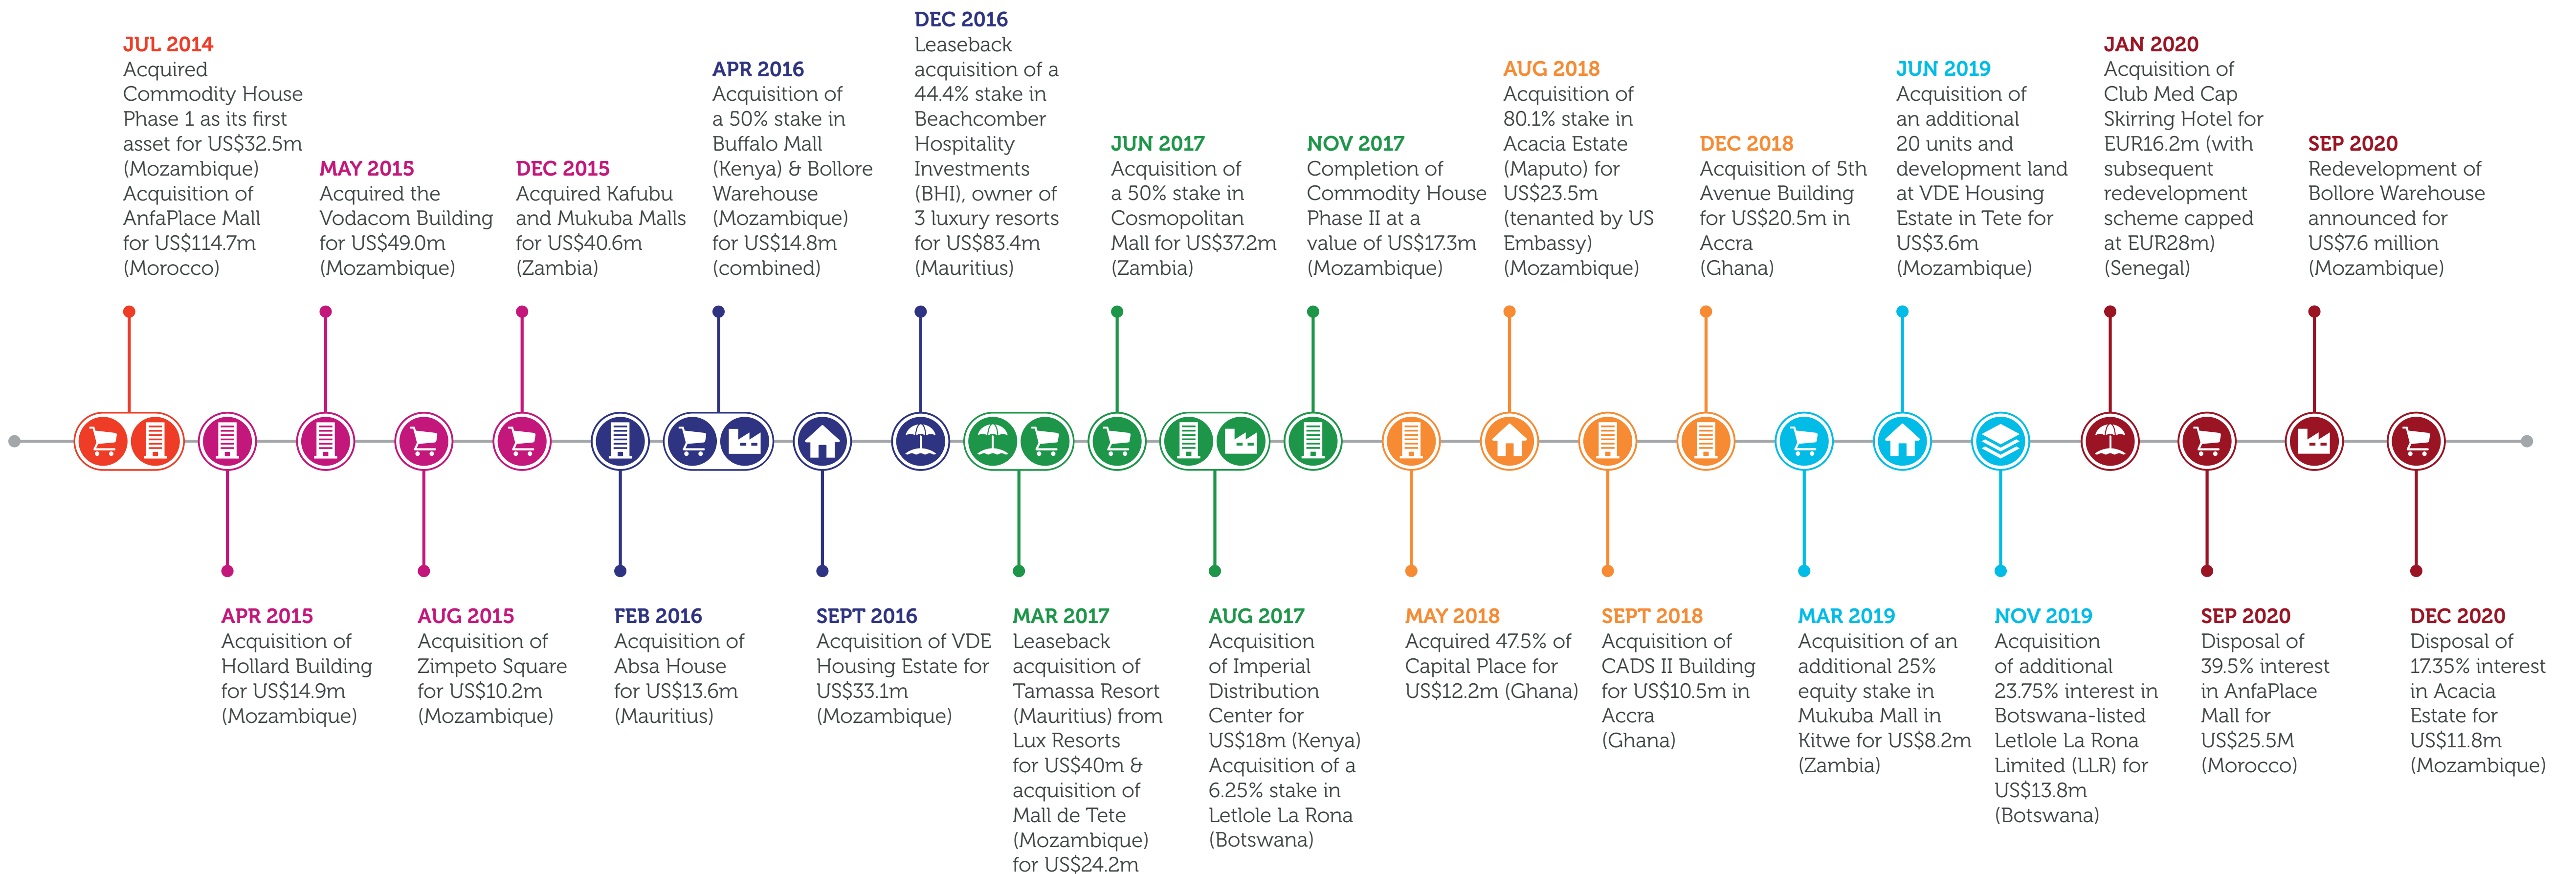 JUL 2014
Acquired
Commodity House
Phase 1 as its first
asset for US$32.5m
(Mozambique)
Acquisition of
AnfaPlace Mall
for US$114.7m
(Morocco)
MAY 2015
Acquired the
Vodacom Building
for US$49.0m
(Mozambique)
DEC 2015
Acquired Kafubu
and Mukuba Malls
for US$40.6m
(Zambia)
APR 2016
Acquisition of
a 50% stake in
Buffalo Mall
(Kenya) & Bollore
Warehouse
(Mozambique)
for US$14.8m
(combined)
DEC 2016
Leaseback
acquisition of a
44.4% stake in
Beachcomber
Hospitality
Investments
(BHI), owner of
3 luxury resorts
for US$83.4m
(Mauritius)
JUN 2017
Acquisition of
a 50% stake in
Cosmopolitan
Mall for US$37.2m
(Zambia)
NOV 2017
Completion of
Commodity House
Phase II at a
value of US$17.3m
(Mozambique)
AUG 2018
Acquisition of
80.1% stake in
Acacia Estate
(Maputo) for
US$23.5m
(tenanted by US
Embassy)
(Mozambique)
DEC 2018
Acquisition of 5th
Avenue Building
for US$20.5m in
Accra
(Ghana)
JUN 2019
Acquisition of
an additional
20 units and
development land
at VDE Housing
Estate in Tete for
US$3.6m
(Mozambique)
JAN 2020
Acquisition of
Club Med Cap
Skirring Hotel for
EUR16.2m (with
subsequent
redevelopment
scheme capped
at EUR28m)
(Senegal)
SEP 2020
Redevelopment of
Bollore Warehouse
announced for
US$7.6 million
(Mozambique)
APR 2015
Acquisition of
Hollard Building
for US$14.9m
(Mozambique)
AUG 2015
Acquisition of
Zimpeto Square
for US$10.2m
(Mozambique)
FEB 2016
Acquisition of
Absa House
for US$13.6m
(Mauritius)
SEPT 2016
Acquisition of VDE
Housing Estate for
US$33.1m
(Mozambique)
MAR 2017
Leaseback
acquisition of
Tamassa Resort
(Mauritius) from
Lux Resorts
for US$40m &
acquisition of
Mall de Tete
(Mozambique)
for US$24.2m
AUG 2017
Acquisition
of Imperial
Distribution
Center for
US$18m (Kenya)
Acquisition of a
6.25% stake in
Letlole La Rona
(Botswana)
MAY 2018
Acquired 47.5% of
Capital Place for
US$12.2m (Ghana)
SEPT 2018
Acquisition of
CADS II Building
for US$10.5m in
Accra
(Ghana)
MAR 2019
Acquisition of an
additional 25%
equity stake in
Mukuba Mall in
Kitwe for US$8.2m
(Zambia)
NOV 2019
Acquisition
of additional
23.75% interest in
Botswana-listed
Letlole La Rona
Limited (LLR) for
US$13.8m
(Botswana)
SEP 2020
Disposal of
39.5% interest
in AnfaPlace
Mall for
US$25.5M
(Morocco)
DEC 2020
Disposal of
17.35% interest
in Acacia
Estate for
US$11.8m
(Mozambique)